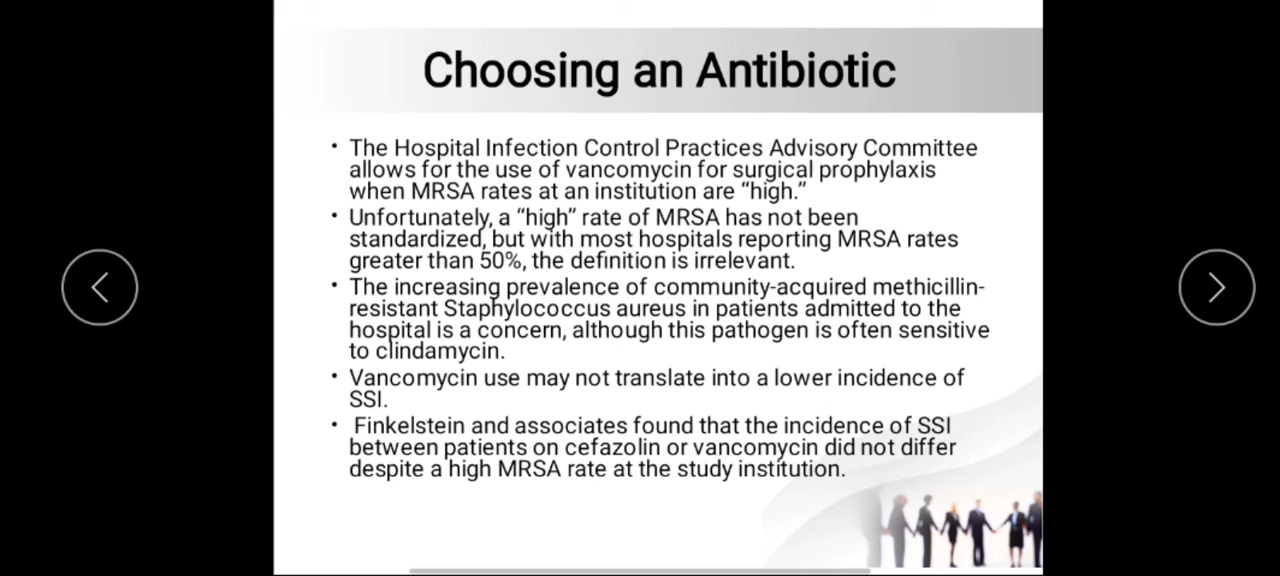 Choosing an Antibiotic
• The Hospital Infection Control Practices Advisory Committee
allows for the use of vancomycin for surgical prophylaxis
when MRSA rates at an institution are “high.”
• Unfortunately, a “high” rate of MRSA has not been
standardized, but with most hospitals reporting MRSA rates
greater than 50%, the definition is irrelevant.
• The increasing prevalence of community-acquired methicillin-
resistant Staphylococcus aureus in patients admitted to the
hospital is a concern, although this pathogen is often sensitive
to clindamycin.
• Vancomycin use may not translate into a lower incidence of
SSI.
• Finkelstein and associates found that the incidence of SSI
between patients on cefazolin or vancomycin did not differ
despite a high MRSA rate at the study institution.